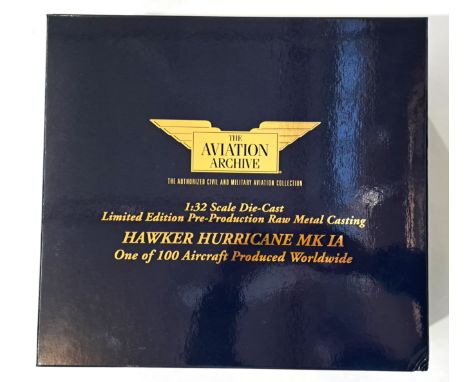 THE
AVIATION
ARCHIVE
THE AUTHORIZED CIVIL AND MILITARY AVIATION COLLECTION
1:32 Scale Die-Cast
Limited Edition Pre-Production Raw Metal Casting
HAWKER HURRICANE MK IA
One of 100 Aircraft Produced Worldwide